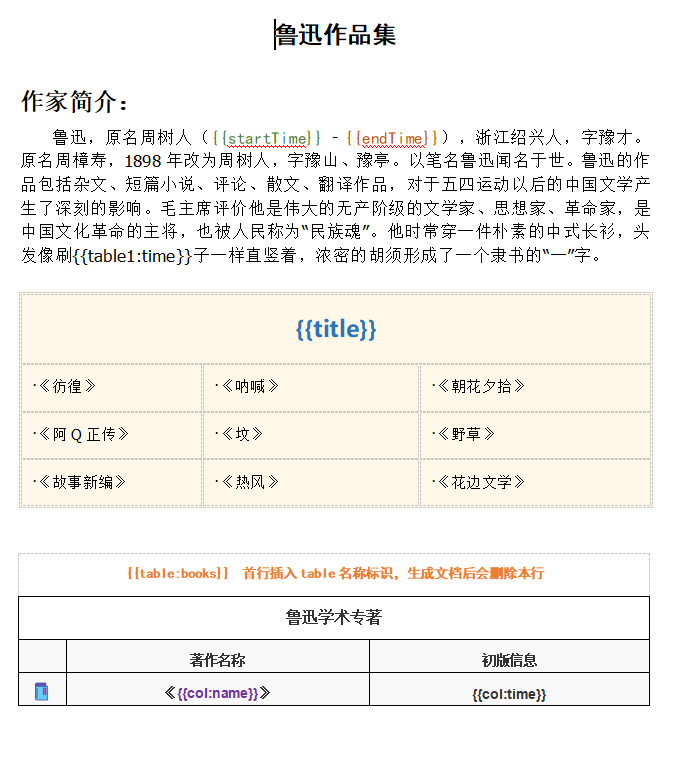 鲁迅作品集
作家简介：
鲁迅，原名周树人（{{startTime}} - {{endTime}}），浙江绍兴人，字豫才。
原名周樟寿，1898 年改为周树人，字豫山、豫亭。以笔名鲁迅闻名于世。鲁迅的作
品包括杂文、短篇小说、评论、散文、翻译作品，对于五四运动以后的中国文学产
生了深刻的影响。毛主席评价他是伟大的无产阶级的文学家、思想家、革命家，是
中国文化革命的主将，也被人民称为“民族魂”。他时常穿一件朴素的中式长衫，头
发像刷{{table1:time}}子一样直竖着，浓密的胡须形成了一个隶书的“一”字。
{{title}}
·《彷徨》 ·《呐喊》 ·《朝花夕拾》
·《阿 Q 正传》 ·《坟》 ·《野草》
·《故事新编》 ·《热风》 ·《花边文学》
{{table:books}} 首行插入 table 名称标识，生成文档后会删除本行
鲁迅学术专著
著作名称 初版信息
《{{col:name}}》 {{col:time}}